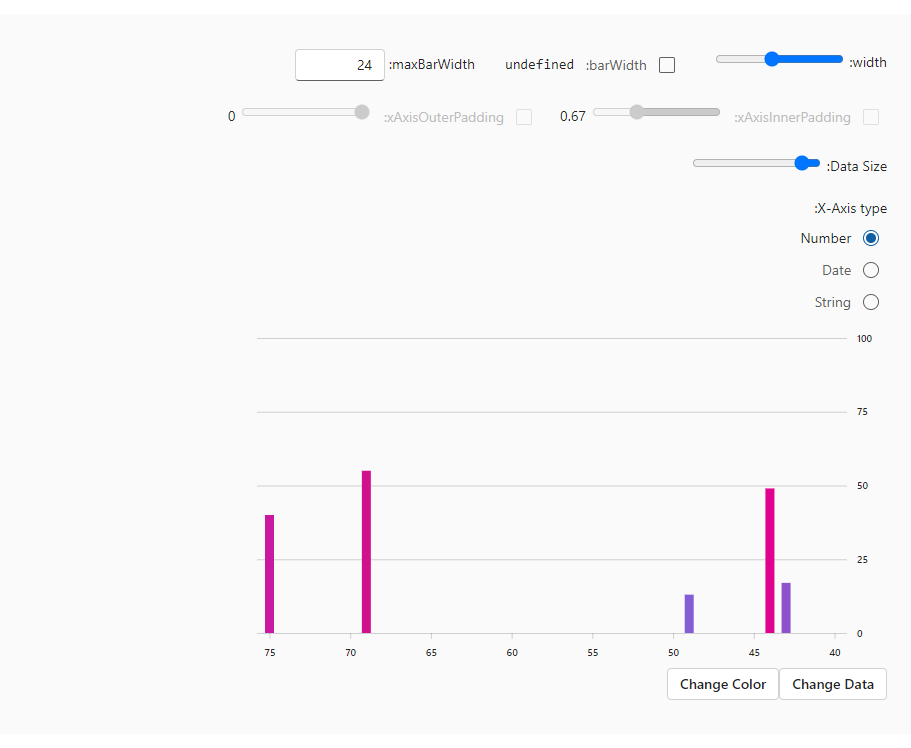 :width
undefined :barWidth
24 :maxBarWidth
:xAxisInnerPadding
0.67
:xAxisOuterPadding
0
:Data Size
:X-Axis type
Number
Date
String
100
75
50
25
0
75 70 65 60 55 50 45 40
Change Color Change Data